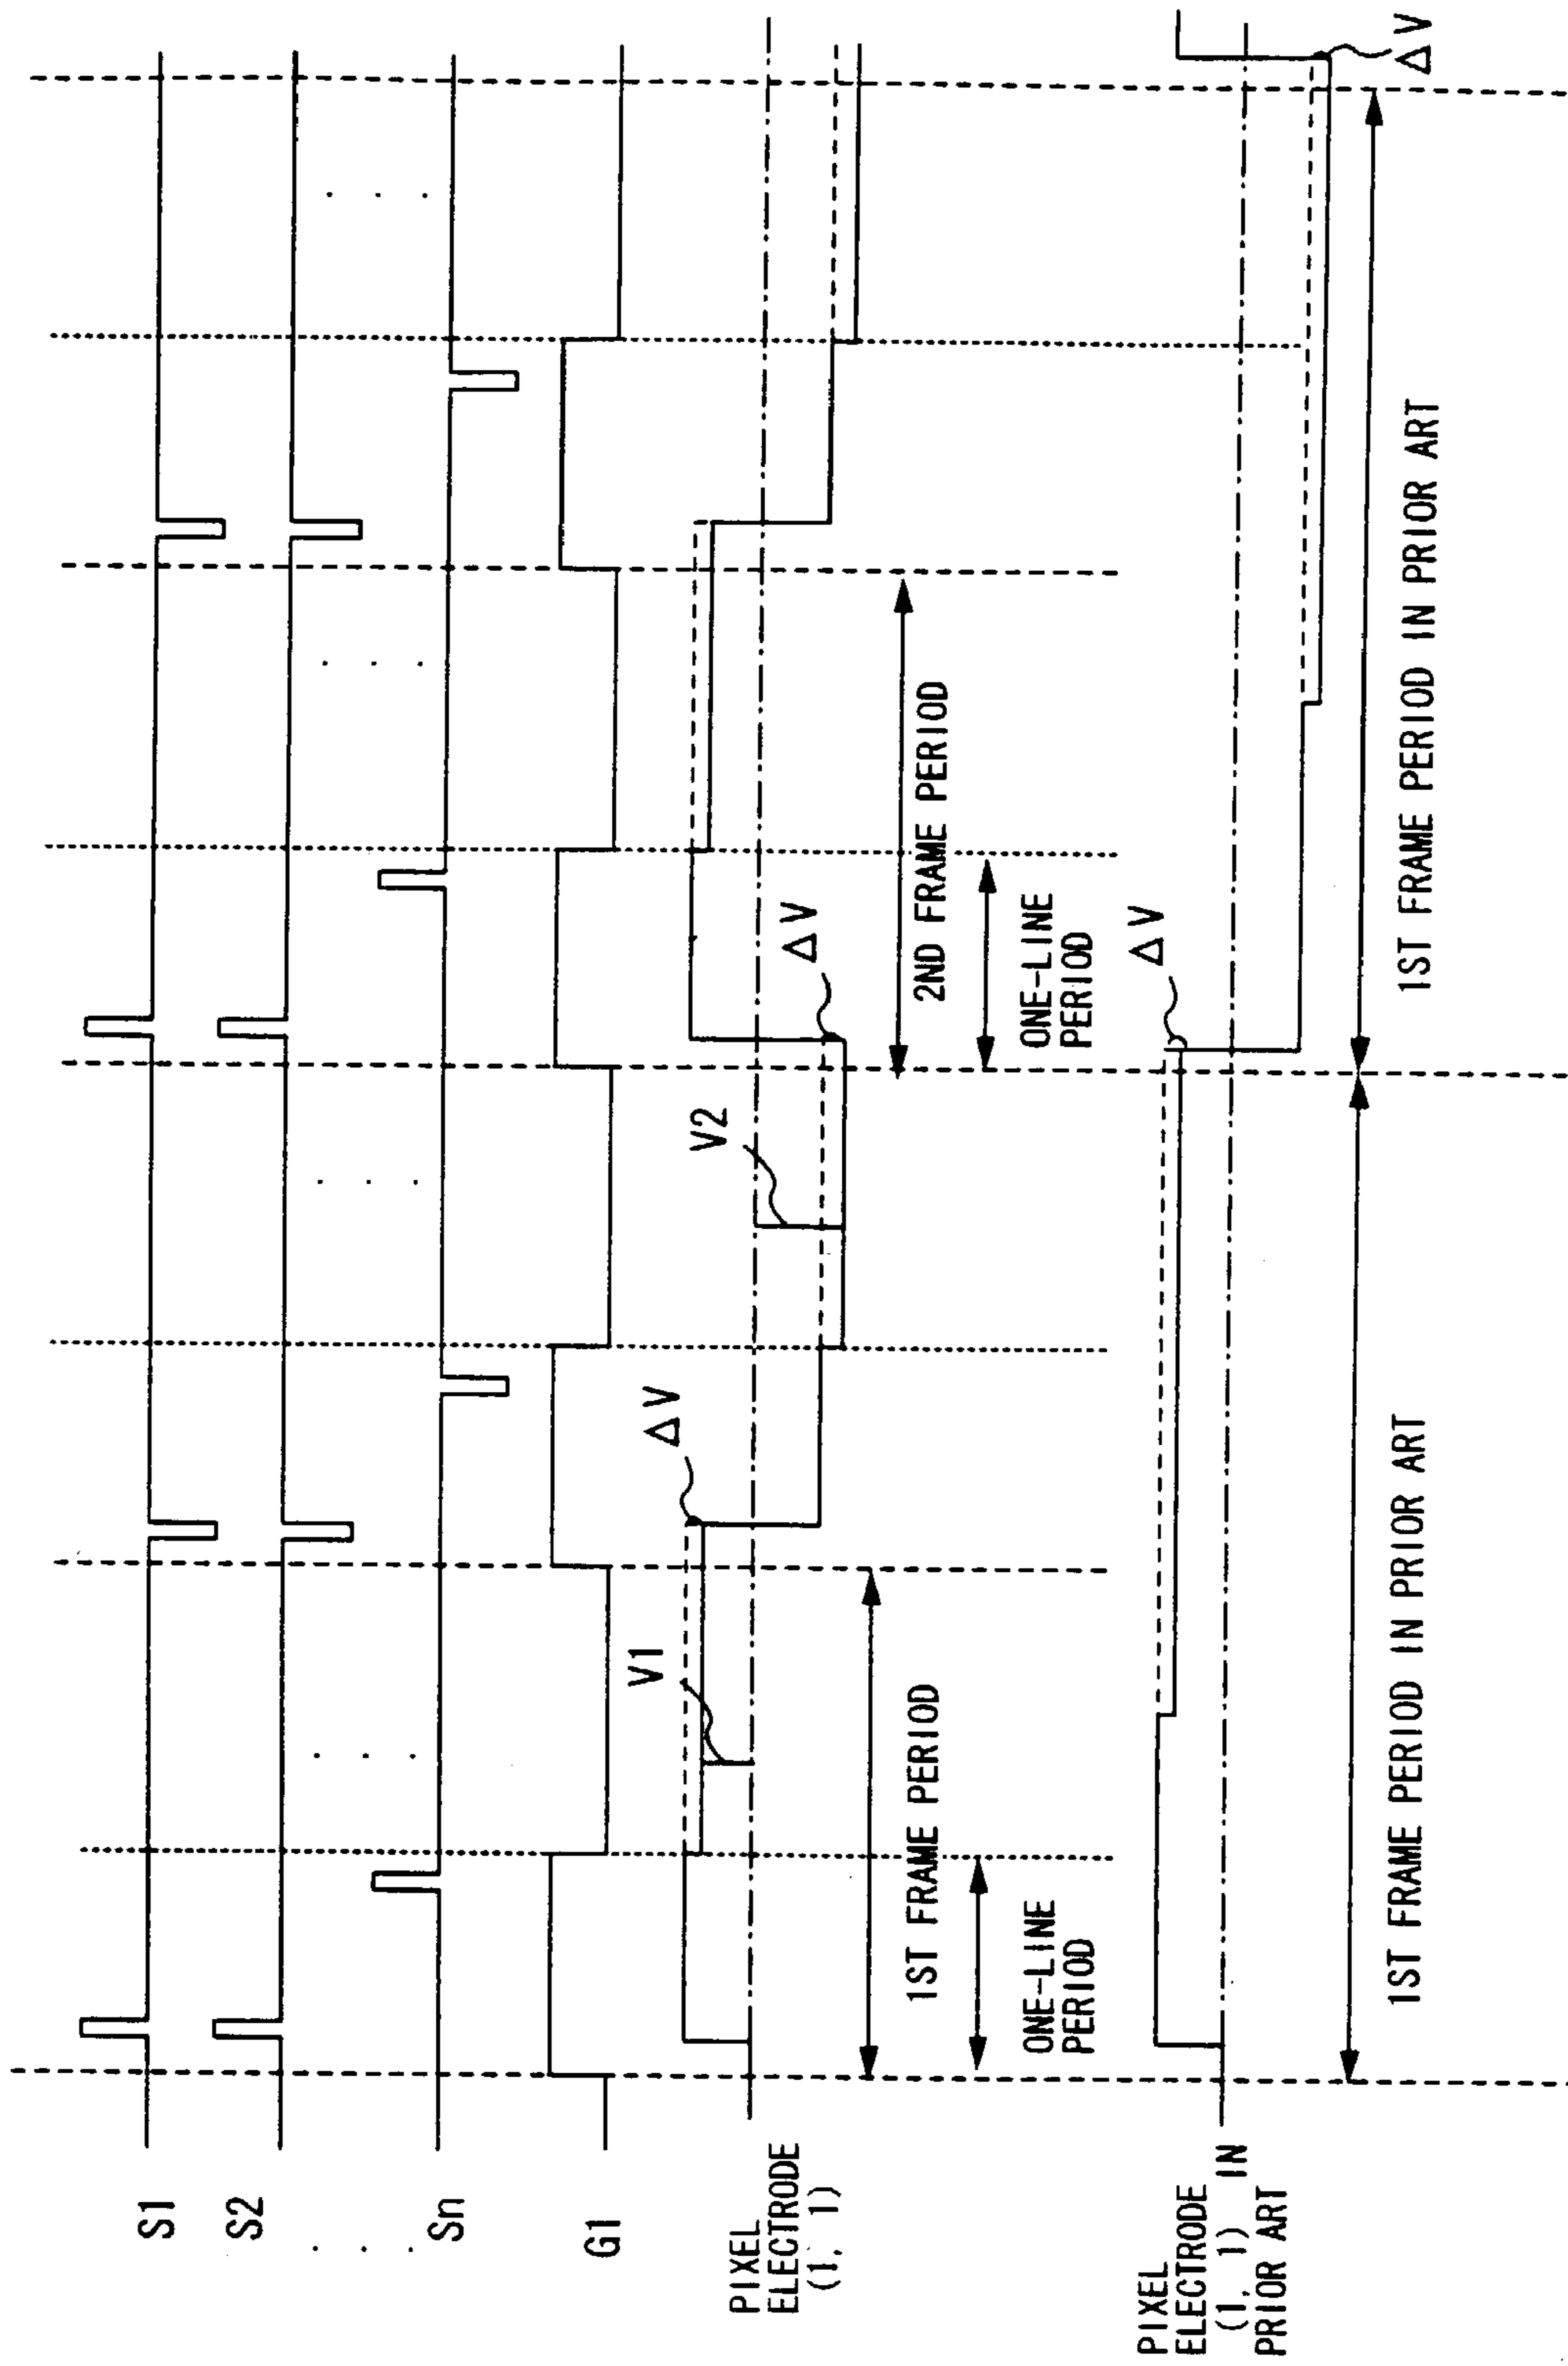 S1
S2
Sn
G1
PIXEL
ELECTRODE
(1, 1)
V1
ΔV
V2
ΔV
1ST FRAME PERIOD
2ND FRAME PERIOD
ONE-LINE
PERIOD
ONE-LINE
PERIOD
PIXEL
ELECTRODE
(1, 1) IN
PRIOR ART
ΔV
ΔV
1ST FRAME PERIOD IN PRIOR ART
1ST FRAME PERIOD IN PRIOR ART